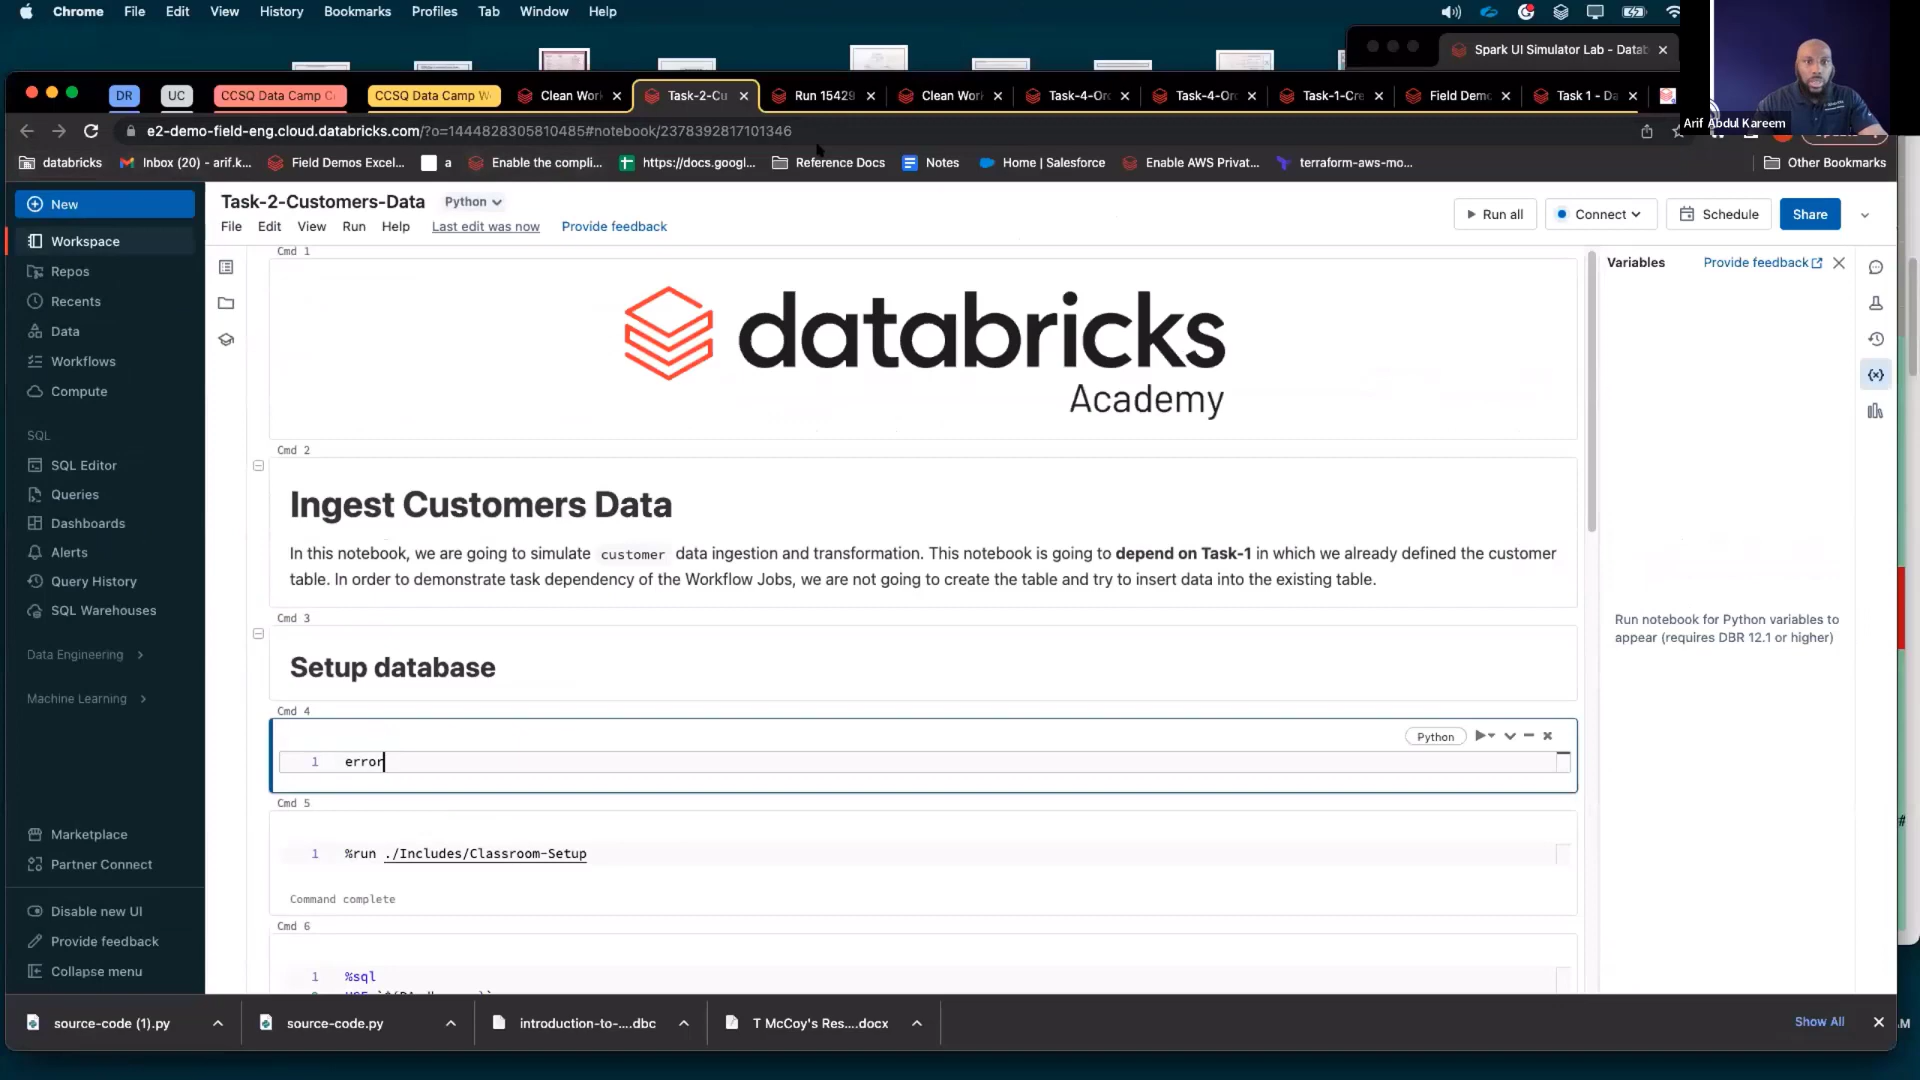 Chrome File Edit View History Bookmarks Profiles Tab Window Help
Spark UI Simulator Lab - Datab
DR UC CCSQ Data Camp C CCSQ Data Camp W Clean Work Task-2-Cu Run 15429 Clean Work Task-4-Ord Task-4-Ord Task-1-Cre Field Demo Task 1 - Da
Arif Abdul Kareem
e2-demo-field-eng.cloud.databricks.com/?o=1444828305810485#notebook/2378392817101346
databricks Inbox (20) - arif.k... Field Demos Excel... a Enable the compli... https://docs.googl... Reference Docs Notes Home | Salesforce Enable AWS Privat... terraform-aws-mo... Other Bookmarks
New
Workspace
Repos
Recents
Data
Workflows
Compute
SQL
SQL Editor
Queries
Dashboards
Alerts
Query History
SQL Warehouses
Data Engineering
Machine Learning
Marketplace
Partner Connect
Disable new UI
Provide feedback
Collapse menu
Task-2-Customers-Data Python
File Edit View Run Help Last edit was now Provide feedback
Run all Connect Schedule Share
Cmd 1
databricks
Academy
Cmd 2
Ingest Customers Data
In this notebook, we are going to simulate customer data ingestion and transformation. This notebook is going to depend on Task-1 in which we already defined the customer
table. In order to demonstrate task dependency of the Workflow Jobs, we are not going to create the table and try to insert data into the existing table.
Cmd 3
Setup database
Cmd 4
Python
1 error
Cmd 5
1 %run ./Includes/Classroom-Setup
Command complete
Cmd 6
1 %sql
Variables Provide feedback
Run notebook for Python variables to
appear (requires DBR 12.1 or higher)
#
source-code (1).py source-code.py introduction-to-....dbc T McCoy's Res....docx Show All